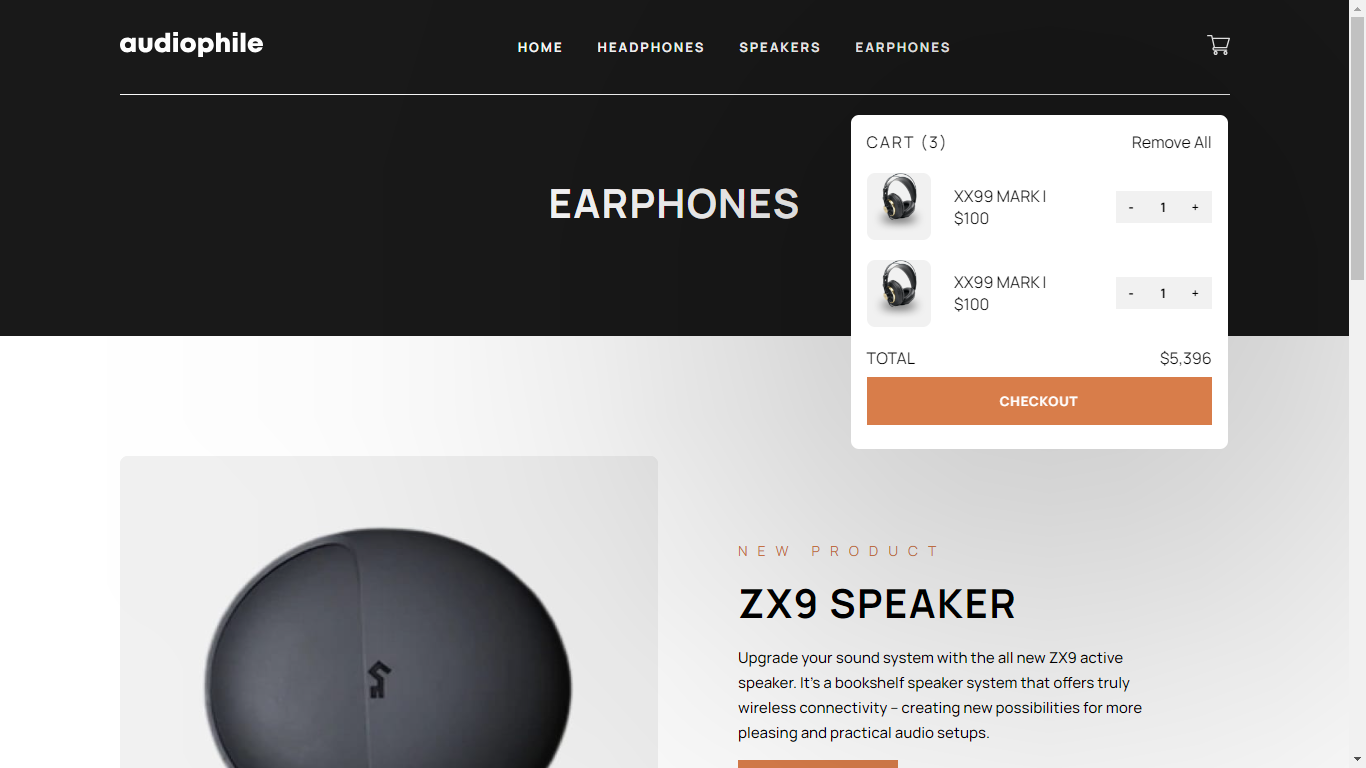 audiophile
HOME HEADPHONES SPEAKERS EARPHONES
EARPHONES
CART (3) Remove All
XX99 MARK I
$100
- 1 +
XX99 MARK I
$100
- 1 +
TOTAL $5,396
CHECKOUT
NEW PRODUCT
ZX9 SPEAKER
Upgrade your sound system with the all new ZX9 active
speaker. It's a bookshelf speaker system that offers truly
wireless connectivity – creating new possibilities for more
pleasing and practical audio setups.